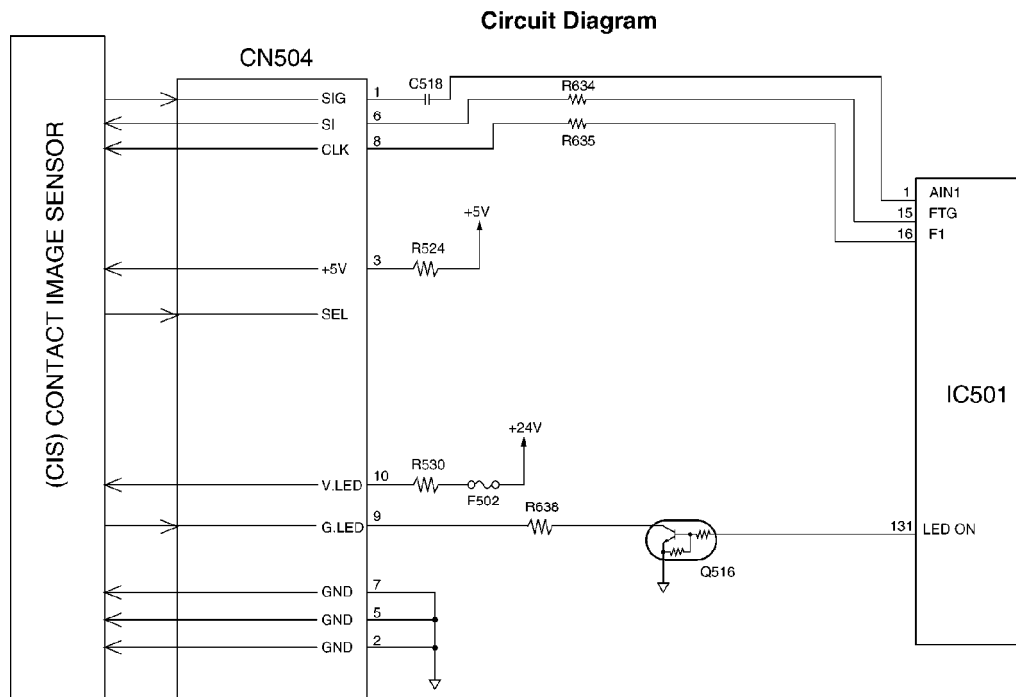 Circuit Diagram
CN504
(CIS) CONTACT IMAGE SENSOR
SIG 1 C518 R634
SI 6
CLK 8 R635
1 AIN1
15 FTG
16 F1
+5V
R524
+5V 3
SEL
IC501
+24V
R530
V.LED 10
F502
R638
G.LED 9
131 LED ON
Q516
GND 7
GND 5
GND 2